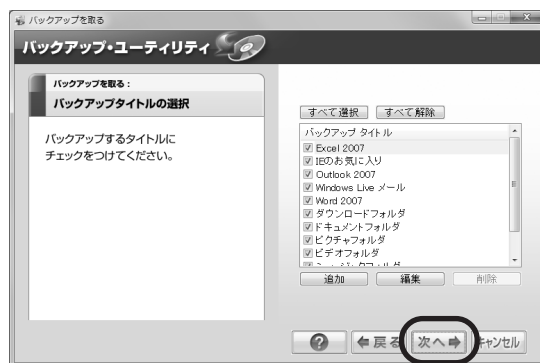 バックアップを取る
バックアップ・ユーティリティ
バックアップを取る：
バックアップタイトルの選択
バックアップするタイトルに
チェックをつけてください。
すべて選択 すべて解除
バックアップ タイトル
Excel 2007
IEのお気に入り
Outlook 2007
Windows Live メール
Word 2007
ダウンロードフォルダ
ドキュメントフォルダ
ピクチャフォルダ
ビデオフォルダ
追加 編集 削除
? 戻る 次へ キャンセル